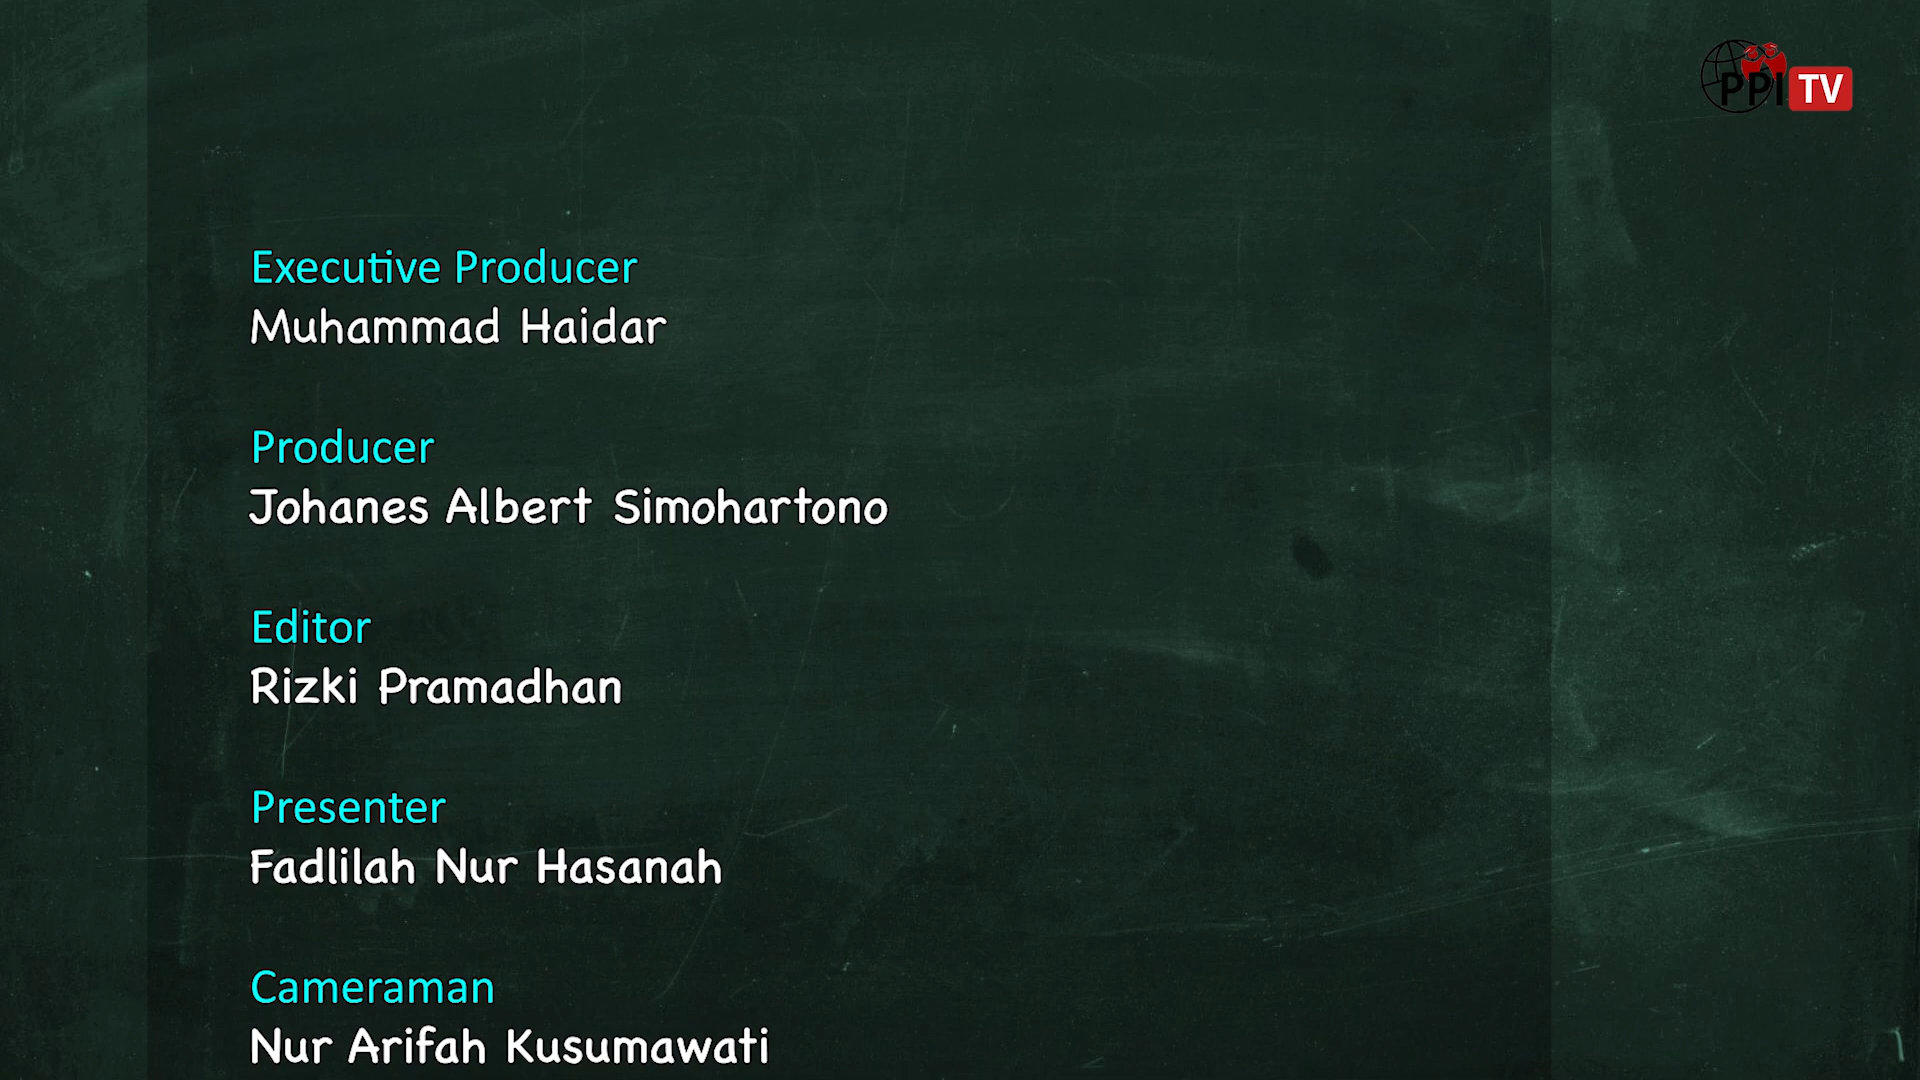 PPI TV
Executive Producer
Muhammad Haidar
Producer
Johanes Albert Simohartono
Editor
Rizki Pramadhan
Presenter
Fadlilah Nur Hasanah
Cameraman
Nur Arifah Kusumawati